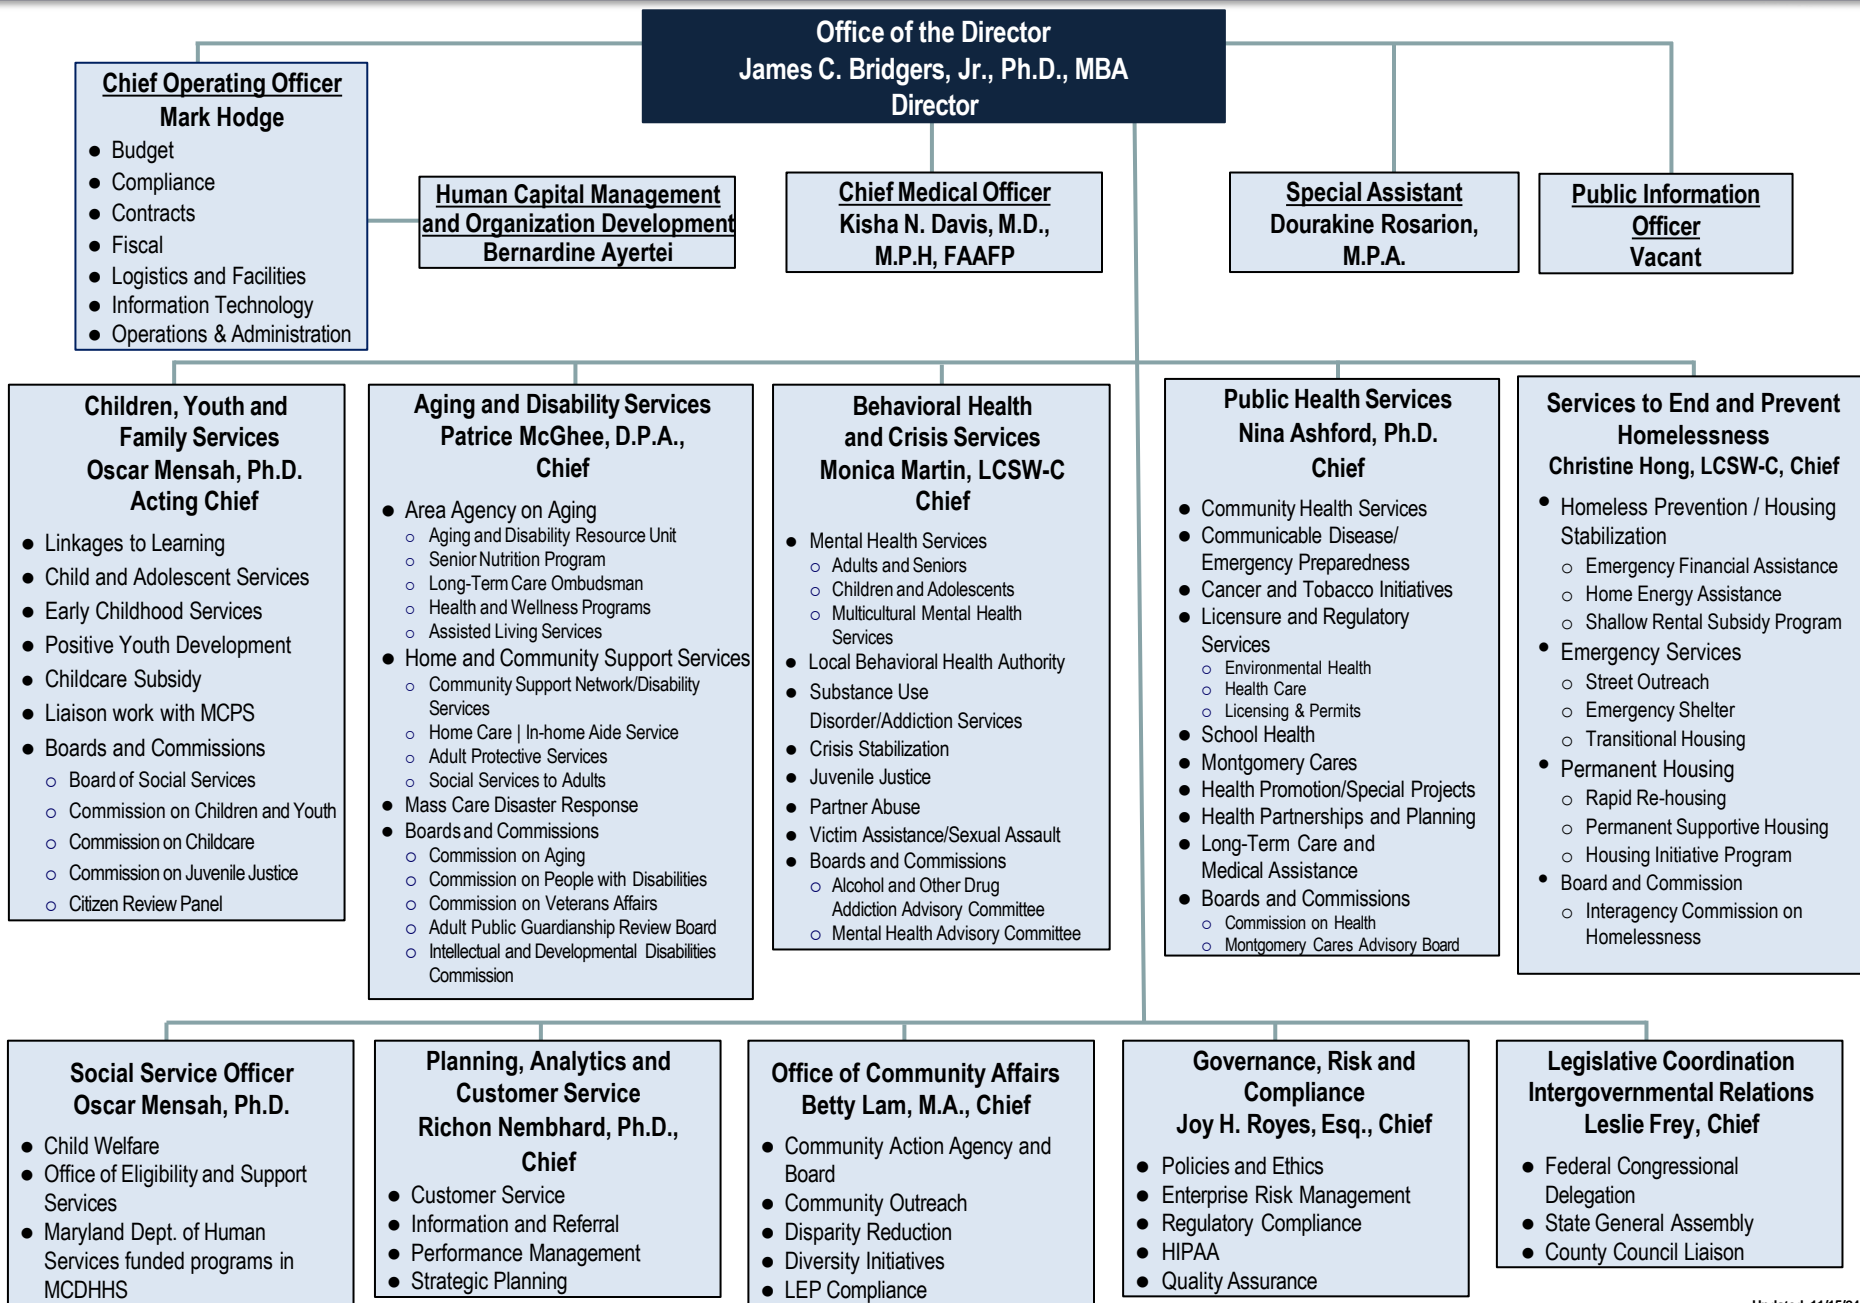 Office of the Director
James C. Bridgers, Jr., Ph.D., MBA
Director
Chief Operating Officer
Mark Hodge
● Budget
● Compliance
● Contracts
● Fiscal
● Logistics and Facilities
● Information Technology
● Operations & Administration
Human Capital Management
and Organization Development
Bernardine Ayertei
Chief Medical Officer
Kisha N. Davis, M.D.,
M.P.H, FAAFP
Special Assistant
Dourakine Rosarion,
M.P.A.
Public Information
Officer
Vacant
Children, Youth and
Family Services
Oscar Mensah, Ph.D.
Acting Chief
● Linkages to Learning
● Child and Adolescent Services
● Early Childhood Services
● Positive Youth Development
● Childcare Subsidy
● Liaison work with MCPS
● Boards and Commissions
○ Board of Social Services
○ Commission on Children and Youth
○ Commission on Childcare
○ Commission on Juvenile Justice
○ Citizen Review Panel
Aging and Disability Services
Patrice McGhee, D.P.A.,
Chief
● Area Agency on Aging
○ Aging and Disability Resource Unit
○ Senior Nutrition Program
○ Long-Term Care Ombudsman
○ Health and Wellness Programs
○ Assisted Living Services
● Home and Community Support Services
○ Community Support Network/Disability
Services
○ Home Care | In-home Aide Service
○ Adult Protective Services
○ Social Services to Adults
● Mass Care Disaster Response
● Boards and Commissions
○ Commission on Aging
○ Commission on People with Disabilities
○ Commission on Veterans Affairs
○ Adult Public Guardianship Review Board
○ Intellectual and Developmental Disabilities
Commission
Behavioral Health
and Crisis Services
Monica Martin, LCSW-C
Chief
● Mental Health Services
○ Adults and Seniors
○ Children and Adolescents
○ Multicultural Mental Health
Services
● Local Behavioral Health Authority
● Substance Use
Disorder/Addiction Services
● Crisis Stabilization
● Juvenile Justice
● Partner Abuse
● Victim Assistance/Sexual Assault
● Boards and Commissions
○ Alcohol and Other Drug
Addiction Advisory Committee
○ Mental Health Advisory Committee
Public Health Services
Nina Ashford, Ph.D.
Chief
● Community Health Services
● Communicable Disease/
Emergency Preparedness
● Cancer and Tobacco Initiatives
● Licensure and Regulatory
Services
○ Environmental Health
○ Health Care
○ Licensing & Permits
● School Health
● Montgomery Cares
● Health Promotion/Special Projects
● Health Partnerships and Planning
● Long-Term Care and
Medical Assistance
● Boards and Commissions
○ Commission on Health
○ Montgomery Cares Advisory Board
Services to End and Prevent
Homelessness
Christine Hong, LCSW-C, Chief
• Homeless Prevention / Housing
Stabilization
○ Emergency Financial Assistance
○ Home Energy Assistance
○ Shallow Rental Subsidy Program
• Emergency Services
○ Street Outreach
○ Emergency Shelter
○ Transitional Housing
• Permanent Housing
○ Rapid Re-housing
○ Permanent Supportive Housing
○ Housing Initiative Program
• Board and Commission
○ Interagency Commission on
Homelessness
Social Service Officer
Oscar Mensah, Ph.D.
● Child Welfare
● Office of Eligibility and Support
Services
● Maryland Dept. of Human
Services funded programs in
MCDHHS
Planning, Analytics and
Customer Service
Richon Nembhard, Ph.D.,
Chief
● Customer Service
● Information and Referral
● Performance Management
● Strategic Planning
Office of Community Affairs
Betty Lam, M.A., Chief
● Community Action Agency and
Board
● Community Outreach
● Disparity Reduction
● Diversity Initiatives
● LEP Compliance
Governance, Risk and
Compliance
Joy H. Royes, Esq., Chief
● Policies and Ethics
● Enterprise Risk Management
● Regulatory Compliance
● HIPAA
● Quality Assurance
Legislative Coordination
Intergovernmental Relations
Leslie Frey, Chief
● Federal Congressional
Delegation
● State General Assembly
● County Council Liaison